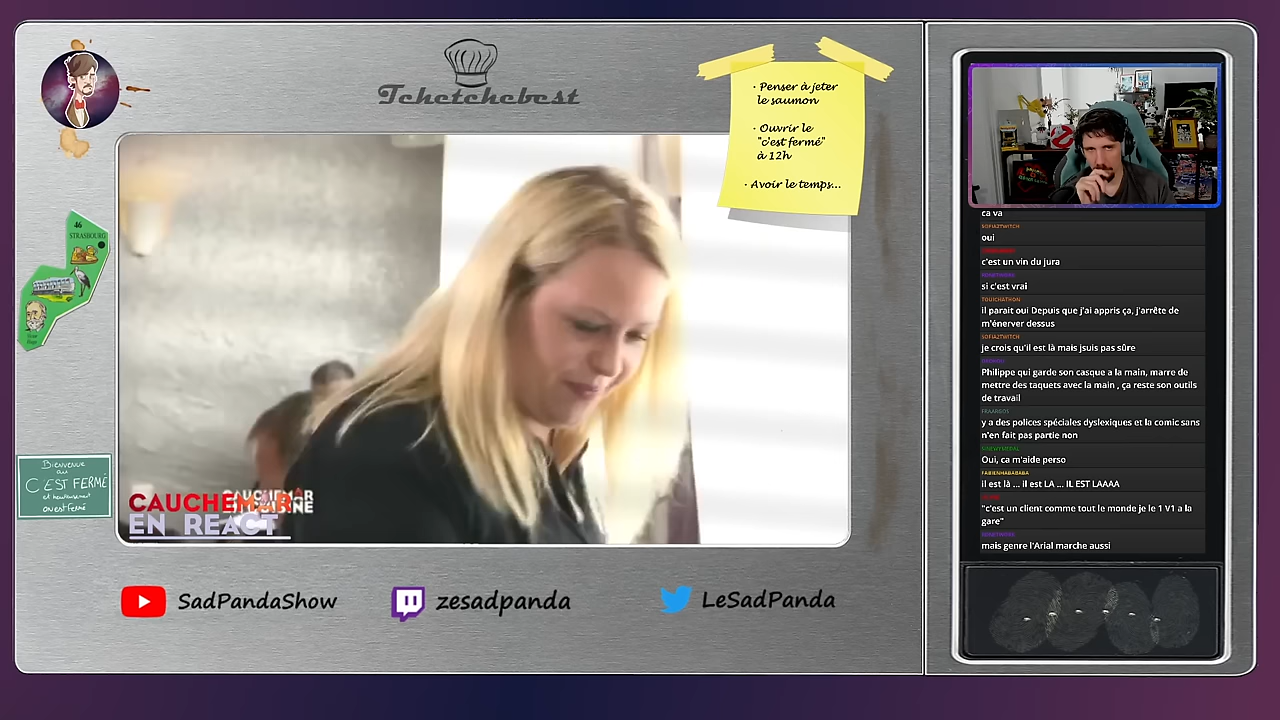 Tchetchebest
· Penser à jeter
le saumon
· Ouvrir le
"c'est fermé"
à 12h
· Avoir le temps...
46
STRASBOURG
Bienvenue
au
C'EST FERMÉ
et heureusement
on est fermé
CAUCHEMAR
EN REACT
SadPandaShow
zesadpanda
LeSadPanda
ca va
SOFIAZTWITCH
oui
c'est un vin du jura
si c'est vrai
TOUICHATHON
il parait oui Depuis que j'ai appris ça, j'arrête de
m'énerver dessus
SOFIAZTWITCH
je crois qu'il est là mais jsuis pas sûre
Philippe qui garde son casque a la main, marre de
mettre des taquets avec la main , ça reste son outils
de travail
y a des polices spéciales dyslexiques et la comic sans
n'en fait pas partie non
Oui, ca m'aide perso
FABIENHABABABA
il est là ... il est LA ... IL EST LAAAA
"c'est un client comme tout le monde je le 1 V1 a la
gare"
mais genre l'Arial marche aussi